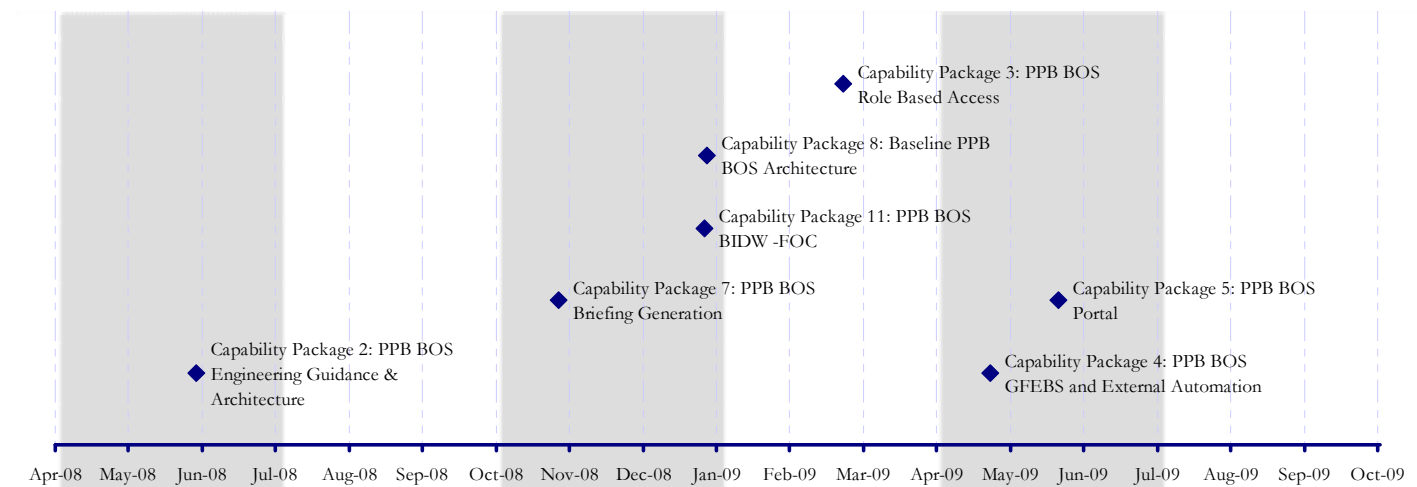 Capability Package 3: PPB BOS
Role Based Access
Capability Package 8: Baseline PPB
BOS Architecture
Capability Package 11: PPB BOS
BIDW -FOC
Capability Package 7: PPB BOS
Briefing Generation
Capability Package 5: PPB BOS
Portal
Capability Package 2: PPB BOS
Engineering Guidance &
Architecture
Capability Package 4: PPB BOS
GFEBS and External Automation
Apr-08 May-08 Jun-08 Jul-08 Aug-08 Sep-08 Oct-08 Nov-08 Dec-08 Jan-09 Feb-09 Mar-09 Apr-09 May-09 Jun-09 Jul-09 Aug-09 Sep-09 Oct-09